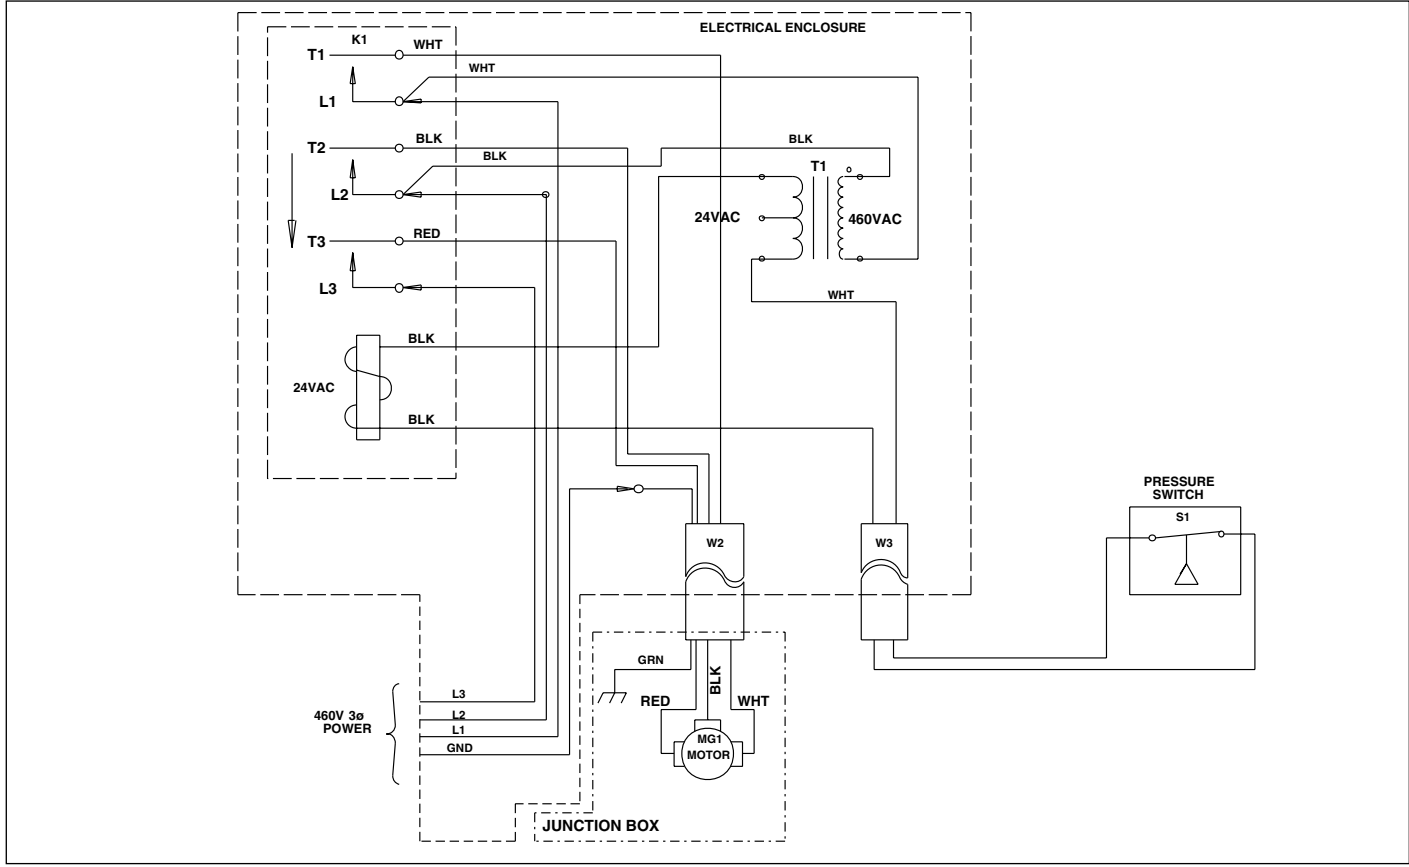 ELECTRICAL ENCLOSURE
K1
T1
WHT
WHT
L1
T2
BLK
BLK
BLK
T1
L2
24VAC
460VAC
T3
RED
L3
WHT
BLK
24VAC
BLK
PRESSURE
SWITCH
S1
W2
W3
GRN
BLK
RED
WHT
L3
460V 3ø
POWER
L2
L1
GND
MG1
MOTOR
JUNCTION BOX